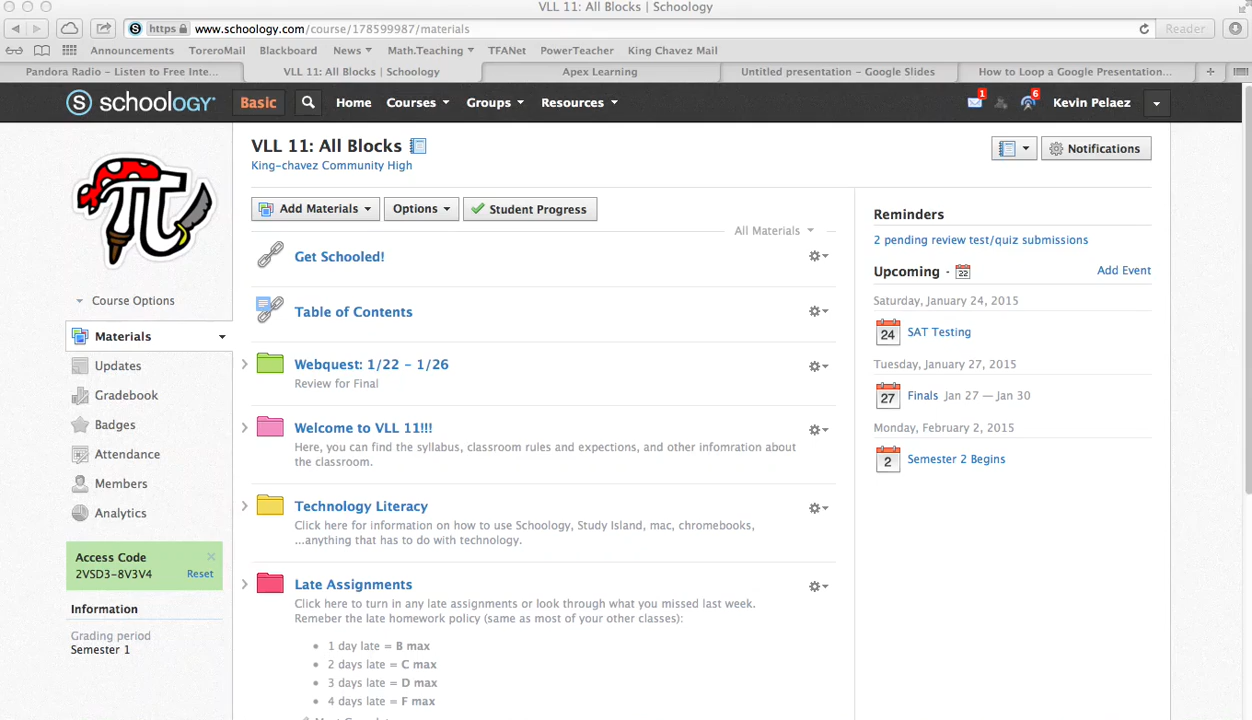 VLL 11: All Blocks | Schoology
https www.schoology.com/course/178599987/materials
Reader
Announcements ToreroMail Blackboard News Math.Teaching TFANet PowerTeacher King Chavez Mail
Pandora Radio - Listen to Free Inte... VLL 11: All Blocks | Schoology Apex Learning Untitled presentation - Google Slides How to Loop a Google Presentation... +
S schoology Basic Home Courses Groups Resources 1 6 Kevin Pelaez
VLL 11: All Blocks
King-chavez Community High
Notifications
Add Materials Options Student Progress
All Materials
Get Schooled!
Table of Contents
Webquest: 1/22 - 1/26
Review for Final
Welcome to VLL 11!!!
Here, you can find the syllabus, classroom rules and expections, and other infomration about
the classroom.
Technology Literacy
Click here for information on how to use Schoology, Study Island, mac, chromebooks,
...anything that has to do with technology.
Late Assignments
Click here to turn in any late assignments or look through what you missed last week.
Remeber the late homework policy (same as most of your other classes):
• 1 day late = B max
• 2 days late = C max
• 3 days late = D max
• 4 days late = F max
Course Options
Materials
Updates
Gradebook
Badges
Attendance
Members
Analytics
Access Code
2VSD3-8V3V4 Reset
Information
Grading period
Semester 1
Reminders
2 pending review test/quiz submissions
Upcoming · 22 Add Event
Saturday, January 24, 2015
24 SAT Testing
Tuesday, January 27, 2015
27 Finals Jan 27 — Jan 30
Monday, February 2, 2015
2 Semester 2 Begins